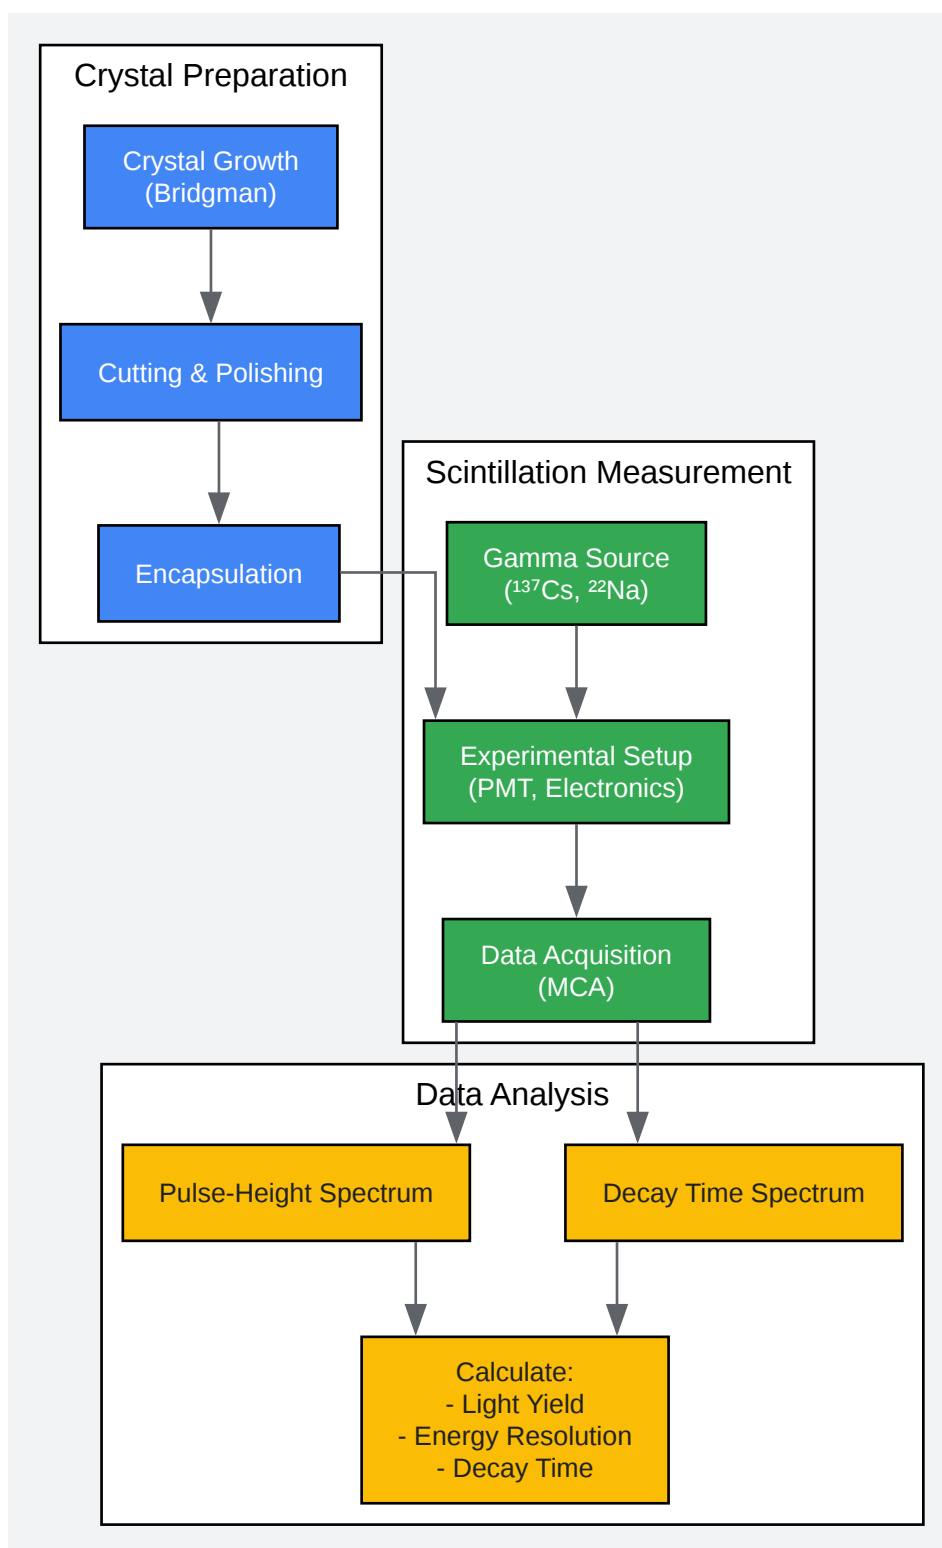 Crystal Preparation
Crystal Growth
(Bridgman)
Cutting & Polishing
Encapsulation
Scintillation Measurement
Gamma Source
(¹³⁷Cs, ²²Na)
Experimental Setup
(PMT, Electronics)
Data Acquisition
(MCA)
Data Analysis
Pulse-Height Spectrum
Decay Time Spectrum
Calculate:
- Light Yield
- Energy Resolution
- Decay Time